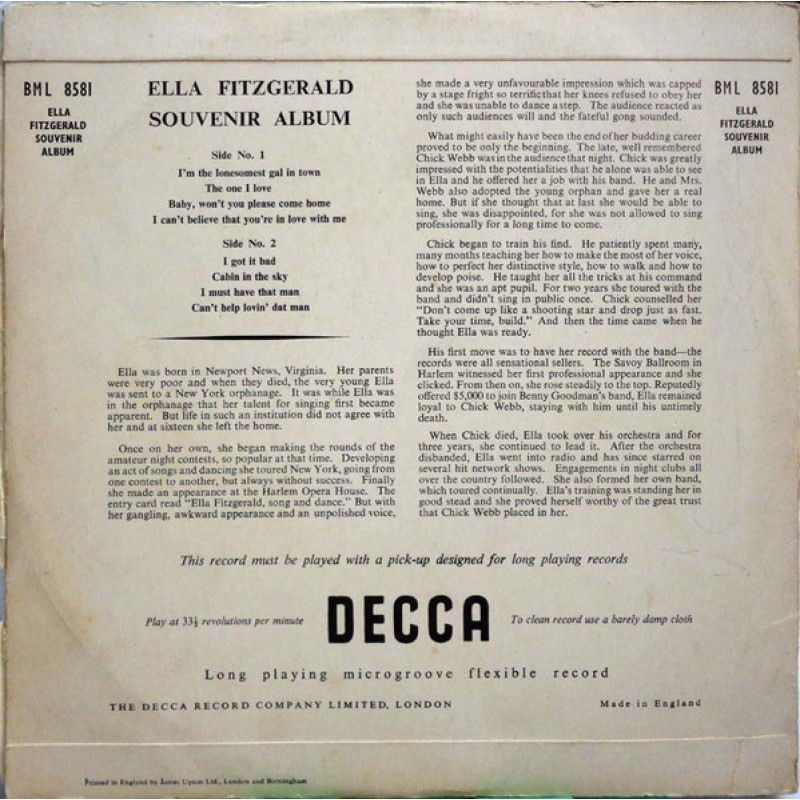 BML 8581
ELLA
FITZGERALD
SOUVENIR
ALBUM
ELLA FITZGERALD
SOUVENIR ALBUM
Side No. 1
I'm the lonesomest gal in town
The one I love
Baby, won't you please come home
I can't believe that you're in love with me
Side No. 2
I got it bad
Cabin in the sky
I must have that man
Can't help lovin' dat man
Ella was born in Newport News, Virginia. Her parents
were very poor and when they died, the very young Ella
was sent to a New York orphanage. It was while Ella was
in the orphanage that her talent for singing first became
apparent. But life in such an institution did not agree with
her and at sixteen she left the home.
Once on her own, she began making the rounds of the
amateur night contests, so popular at that time. Developing
an act of songs and dancing she toured New York, going from
one contest to another, but always without success. Finally
she made an appearance at the Harlem Opera House. The
entry card read "Ella Fitzgerald, song and dance." But with
her gangling, awkward appearance and an unpolished voice,
she made a very unfavourable impression which was capped
by a stage fright so terrific that her knees refused to obey her
and she was unable to dance a step. The audience reacted as
only such audiences will and the fateful gong sounded.
What might easily have been the end of her budding career
proved to be only the beginning. The late, well remembered
Chick Webb was in the audience that night. Chick was greatly
impressed with the potentialities that he alone was able to see
in Ella and he offered her a job with his band. He and Mrs.
Webb also adopted the young orphan and gave her a real
home. But if she thought that at last she would be able to
sing, she was disappointed, for she was not allowed to sing
professionally for a long time to come.
Chick began to train his find. He patiently spent many,
many months teaching her how to make the most of her voice,
how to perfect her distinctive style, how to walk and how to
develop poise. He taught her all the tricks at his command
and she was an apt pupil. For two years she toured with the
band and didn't sing in public once. Chick counselled her
"Don't come up like a shooting star and drop just as fast.
Take your time, build." And then the time came when he
thought Ella was ready.
His first move was to have her record with the band—the
records were all sensational sellers. The Savoy Ballroom in
Harlem witnessed her first professional appearance and she
clicked. From then on, she rose steadily to the top. Reputedly
offered $5,000 to join Benny Goodman's band, Ella remained
loyal to Chick Webb, staying with him until his untimely
death.
When Chick died, Ella took over his orchestra and for
three years, she continued to lead it. After the orchestra
disbanded, Ella went into radio and has since starred on
several hit network shows. Engagements in night clubs all
over the country followed. She also formed her own band,
which toured continually. Ella's training was standing her in
good stead and she proved herself worthy of the great trust
that Chick Webb placed in her.
BML 8581
ELLA
FITZGERALD
SOUVENIR
ALBUM
This record must be played with a pick-up designed for long playing records
Play at 33⅓ revolutions per minute
DECCA
To clean record use a barely damp cloth
Long playing microgroove flexible record
THE DECCA RECORD COMPANY LIMITED, LONDON
Made in England
Printed in England by James Upton Ltd., London and Birmingham